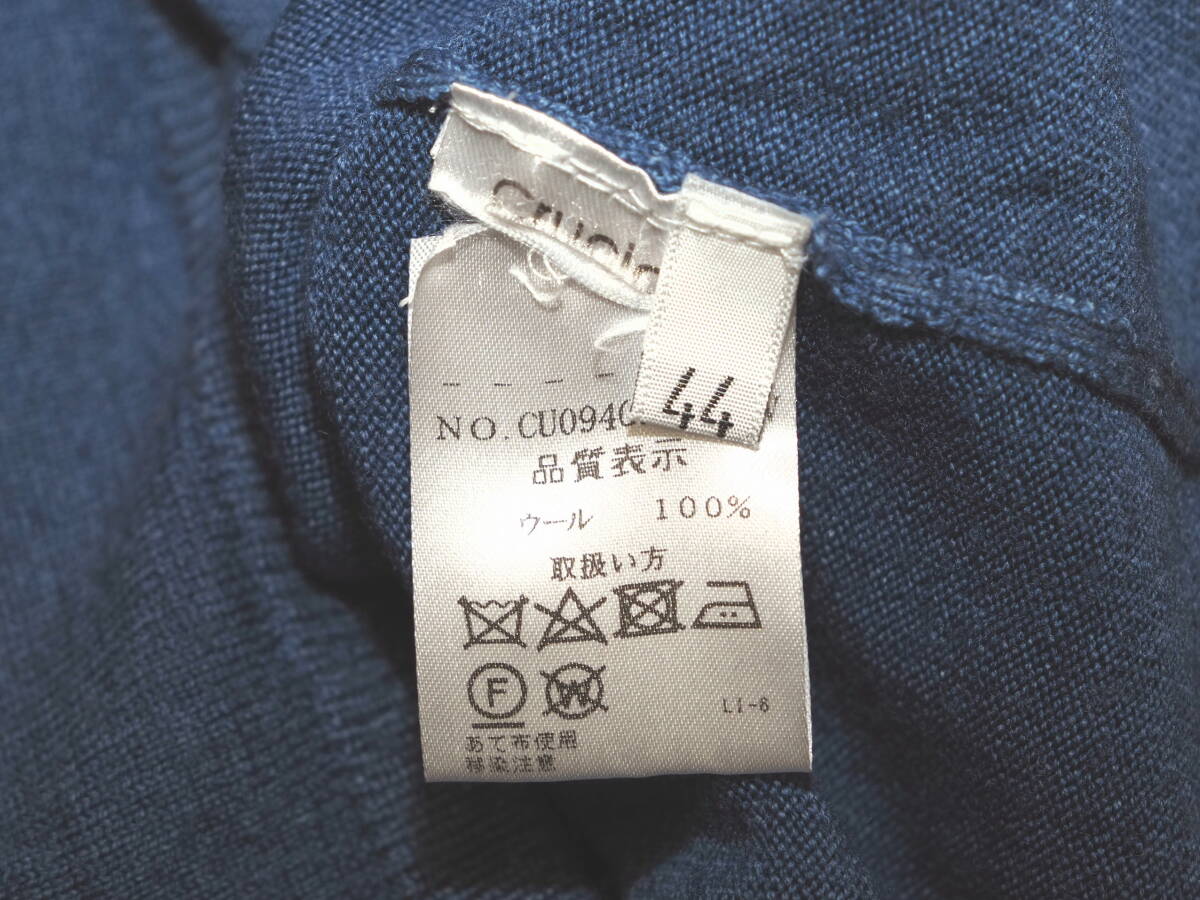 44
NO.CU094
品質表示
ウール 100%
取扱い方
F
W
LI-6
あて布使用
移染注意